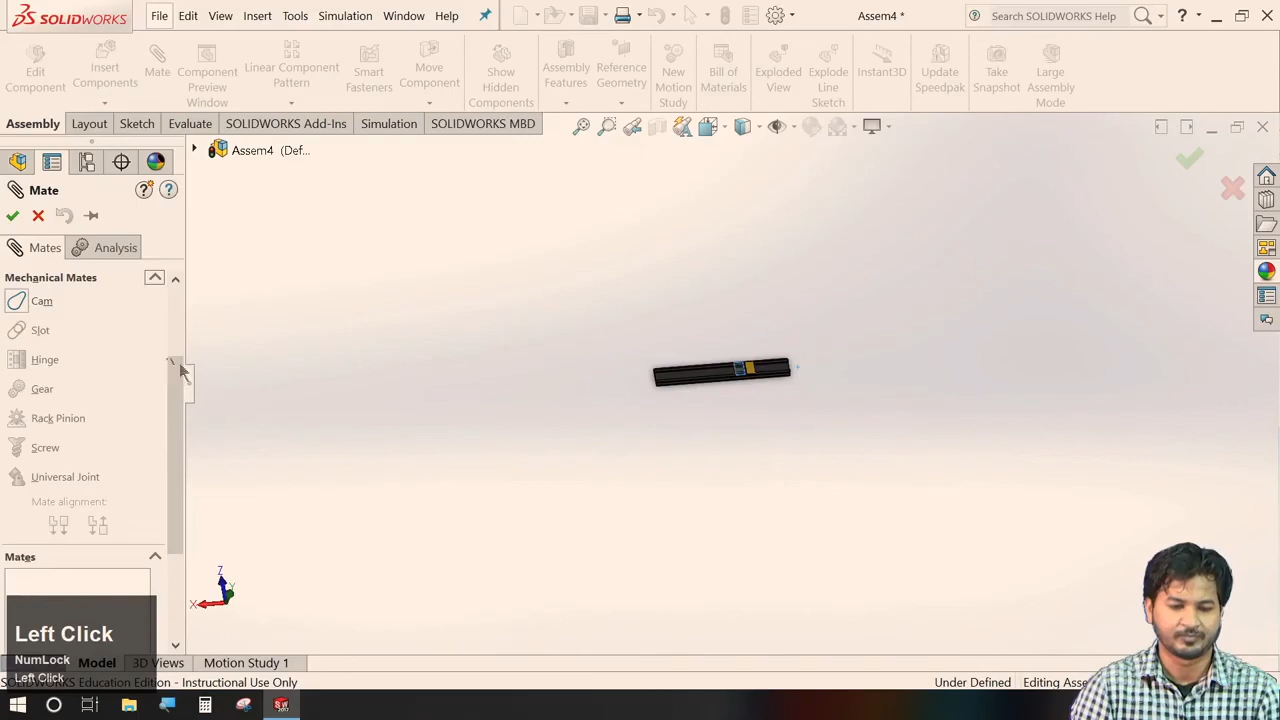 SOLIDWORKS
File Edit View Insert Tools Simulation Window Help
Assem4 *
Search SOLIDWORKS Help
Edit Component
Insert Components
Mate
Component Preview Window
Linear Component Pattern
Smart Fasteners
Move Component
Show Hidden Components
Assembly Features
Reference Geometry
New Motion Study
Bill of Materials
Exploded View
Explode Line Sketch
Instant3D
Update Speedpak
Take Snapshot
Large Assembly Mode
Assembly Layout Sketch Evaluate SOLIDWORKS Add-Ins Simulation SOLIDWORKS MBD
Assem4 (Def...
Mate
Mates Analysis
Mechanical Mates
Cam
Slot
Hinge
Gear
Rack Pinion
Screw
Universal Joint
Mate alignment:
Mates
Left Click
NumLock
Left Click
Z
Y
X
Model 3D Views Motion Study 1
SOLIDWORKS Education Edition - Instructional Use Only
Under Defined
Editing Asse